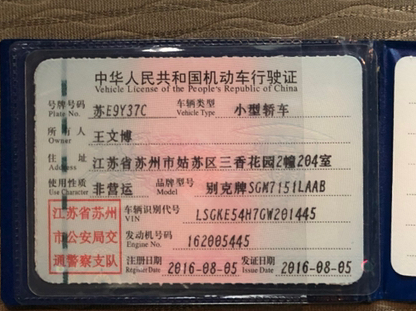 中华人民共和国机动车行驶证
Vehicle License of the People's Republic of China
号牌号码 苏E9Y37C 车辆类型 小型轿车
Plate No. Vehicle Type
所有人 王文博
Owner
住址 江苏省苏州市姑苏区三香花园2幢204室
Address
使用性质 非营运 品牌型号 别克牌SGM7151LAAB
Use Character Model
江苏省苏州
市公安局交
通警察支队
车辆识别代号 LSGKE54H7GW201445
VIN
发动机号码 162005445
Engine No.
注册日期 2016-08-05 发证日期 2016-08-05
Register Date Issue Date